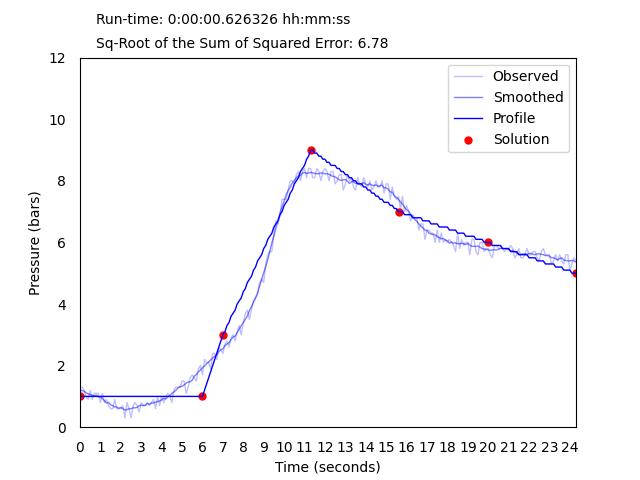 Run-time: 0:00:00.626326 hh:mm:ss
Sq-Root of the Sum of Squared Error: 6.78
12
10
8
6
4
2
0
Pressure (bars)
Observed
Smoothed
Profile
Solution
0 1 2 3 4 5 6 7 8 9 10 11 12 13 14 15 16 17 18 19 20 21 22 23 24
Time (seconds)